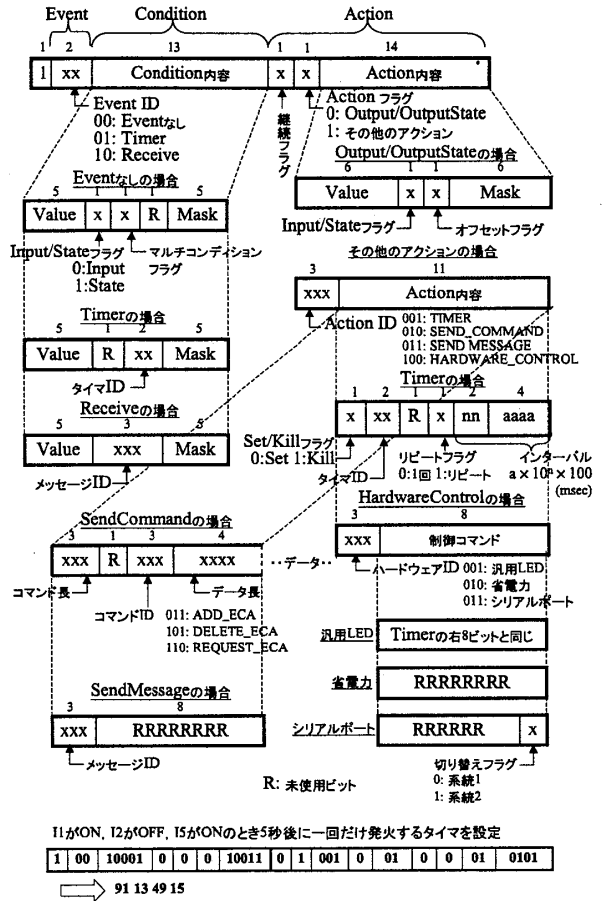 Event Condition Action
1 2 13 1 1 14
1 xx Condition内容 x x Action内容
Event ID
00: Eventなし
01: Timer
10: Receive
継続フラグ
Action フラグ
0: Output/OutputState
1: その他のアクション
Eventなしの場合
5 1 1 1 5
Value x x R Mask
Input/Stateフラグ
0:Input
1:State
マルチコンディション
フラグ
Output/OutputStateの場合
6 1 1 6
Value x x Mask
Input/Stateフラグ
オフセットフラグ
その他のアクションの場合
3 11
xxx Action内容
Action ID
001: TIMER
010: SEND_COMMAND
011: SEND MESSAGE
100: HARDWARE_CONTROL
Timerの場合
5 1 2 5
Value R xx Mask
タイマID
Receiveの場合
5 3 5
Value xxx Mask
メッセージID
Timerの場合
1 2 1 1 2 4
x xx R x nn aaaa
Set/Killフラグ
0:Set 1:Kill
タイマID
リピートフラグ
0:1回 1:リピート
インターバル
a×10ⁿ×100
(msec)
SendCommandの場合
3 1 3 4
xxx R xxx xxxx ‥データ‥
コマンド長
コマンドID
データ長
011: ADD_ECA
101: DELETE_ECA
110: REQUEST_ECA
HardwareControlの場合
3 8
xxx 制御コマンド
ハードウェアID
001: 汎用LED
010: 省電力
011: シリアルポート
汎用LED Timerの右8ビットと同じ
省電力 RRRRRRRR
SendMessageの場合
3 8
xxx RRRRRRRR
メッセージID
シリアルポート RRRRRR x
切り替えフラグ
0: 系統1
1: 系統2
R: 未使用ビット
I1がON, I2がOFF, I5がONのとき5秒後に一回だけ発火するタイマを設定
1 00 10001 0 0 0 10011 0 1 001 0 01 0 0 01 0101
91 13 49 15